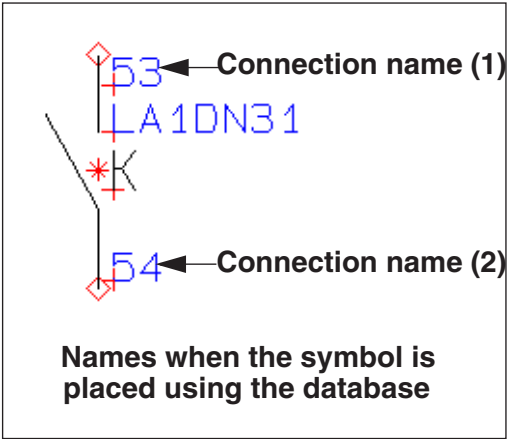 53 Connection name (1)
LA1DN31
K
54 Connection name (2)
Names when the symbol is
placed using the database